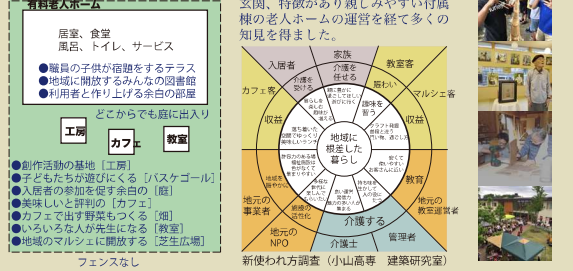 有料老人ホーム
居室、食堂
風呂、トイレ、サービス
●職員の子供が宿題をするテラス
●地域に開放するみんなの図書館
●利用者と作り上げる余白の部屋
どこからでも庭に出入り
工房
カフェ
教室
●創作活動の基地［工房］
●子どもたちが遊びにくる［バスケゴール］
●入居者の参加を促す余白の［庭］
●美味しいと評判の［カフェ］
●カフェで出す野菜もつくる［畑］
●いろいろな人が先生になる［教室］
●地域のマルシェに開放する［芝生広場］
フェンスなし
玄関、特徴があり親しみやすい付属
棟の老人ホームの運営を経て多くの
知見を得ました。
家族
入居者
教室客
カフェ客
マルシェ客
介護を
任せる
介護を
受ける
賑わい
収益
収益
趣味を
習う
地域に
根差した
暮らし
教育
地域を
賑やかに
施設の
活性化
介護する
地元の
事業者
地元の
教室運営者
地元の
NPO
介護士
管理者
新使われ方調査（小山高専　建築研究室）